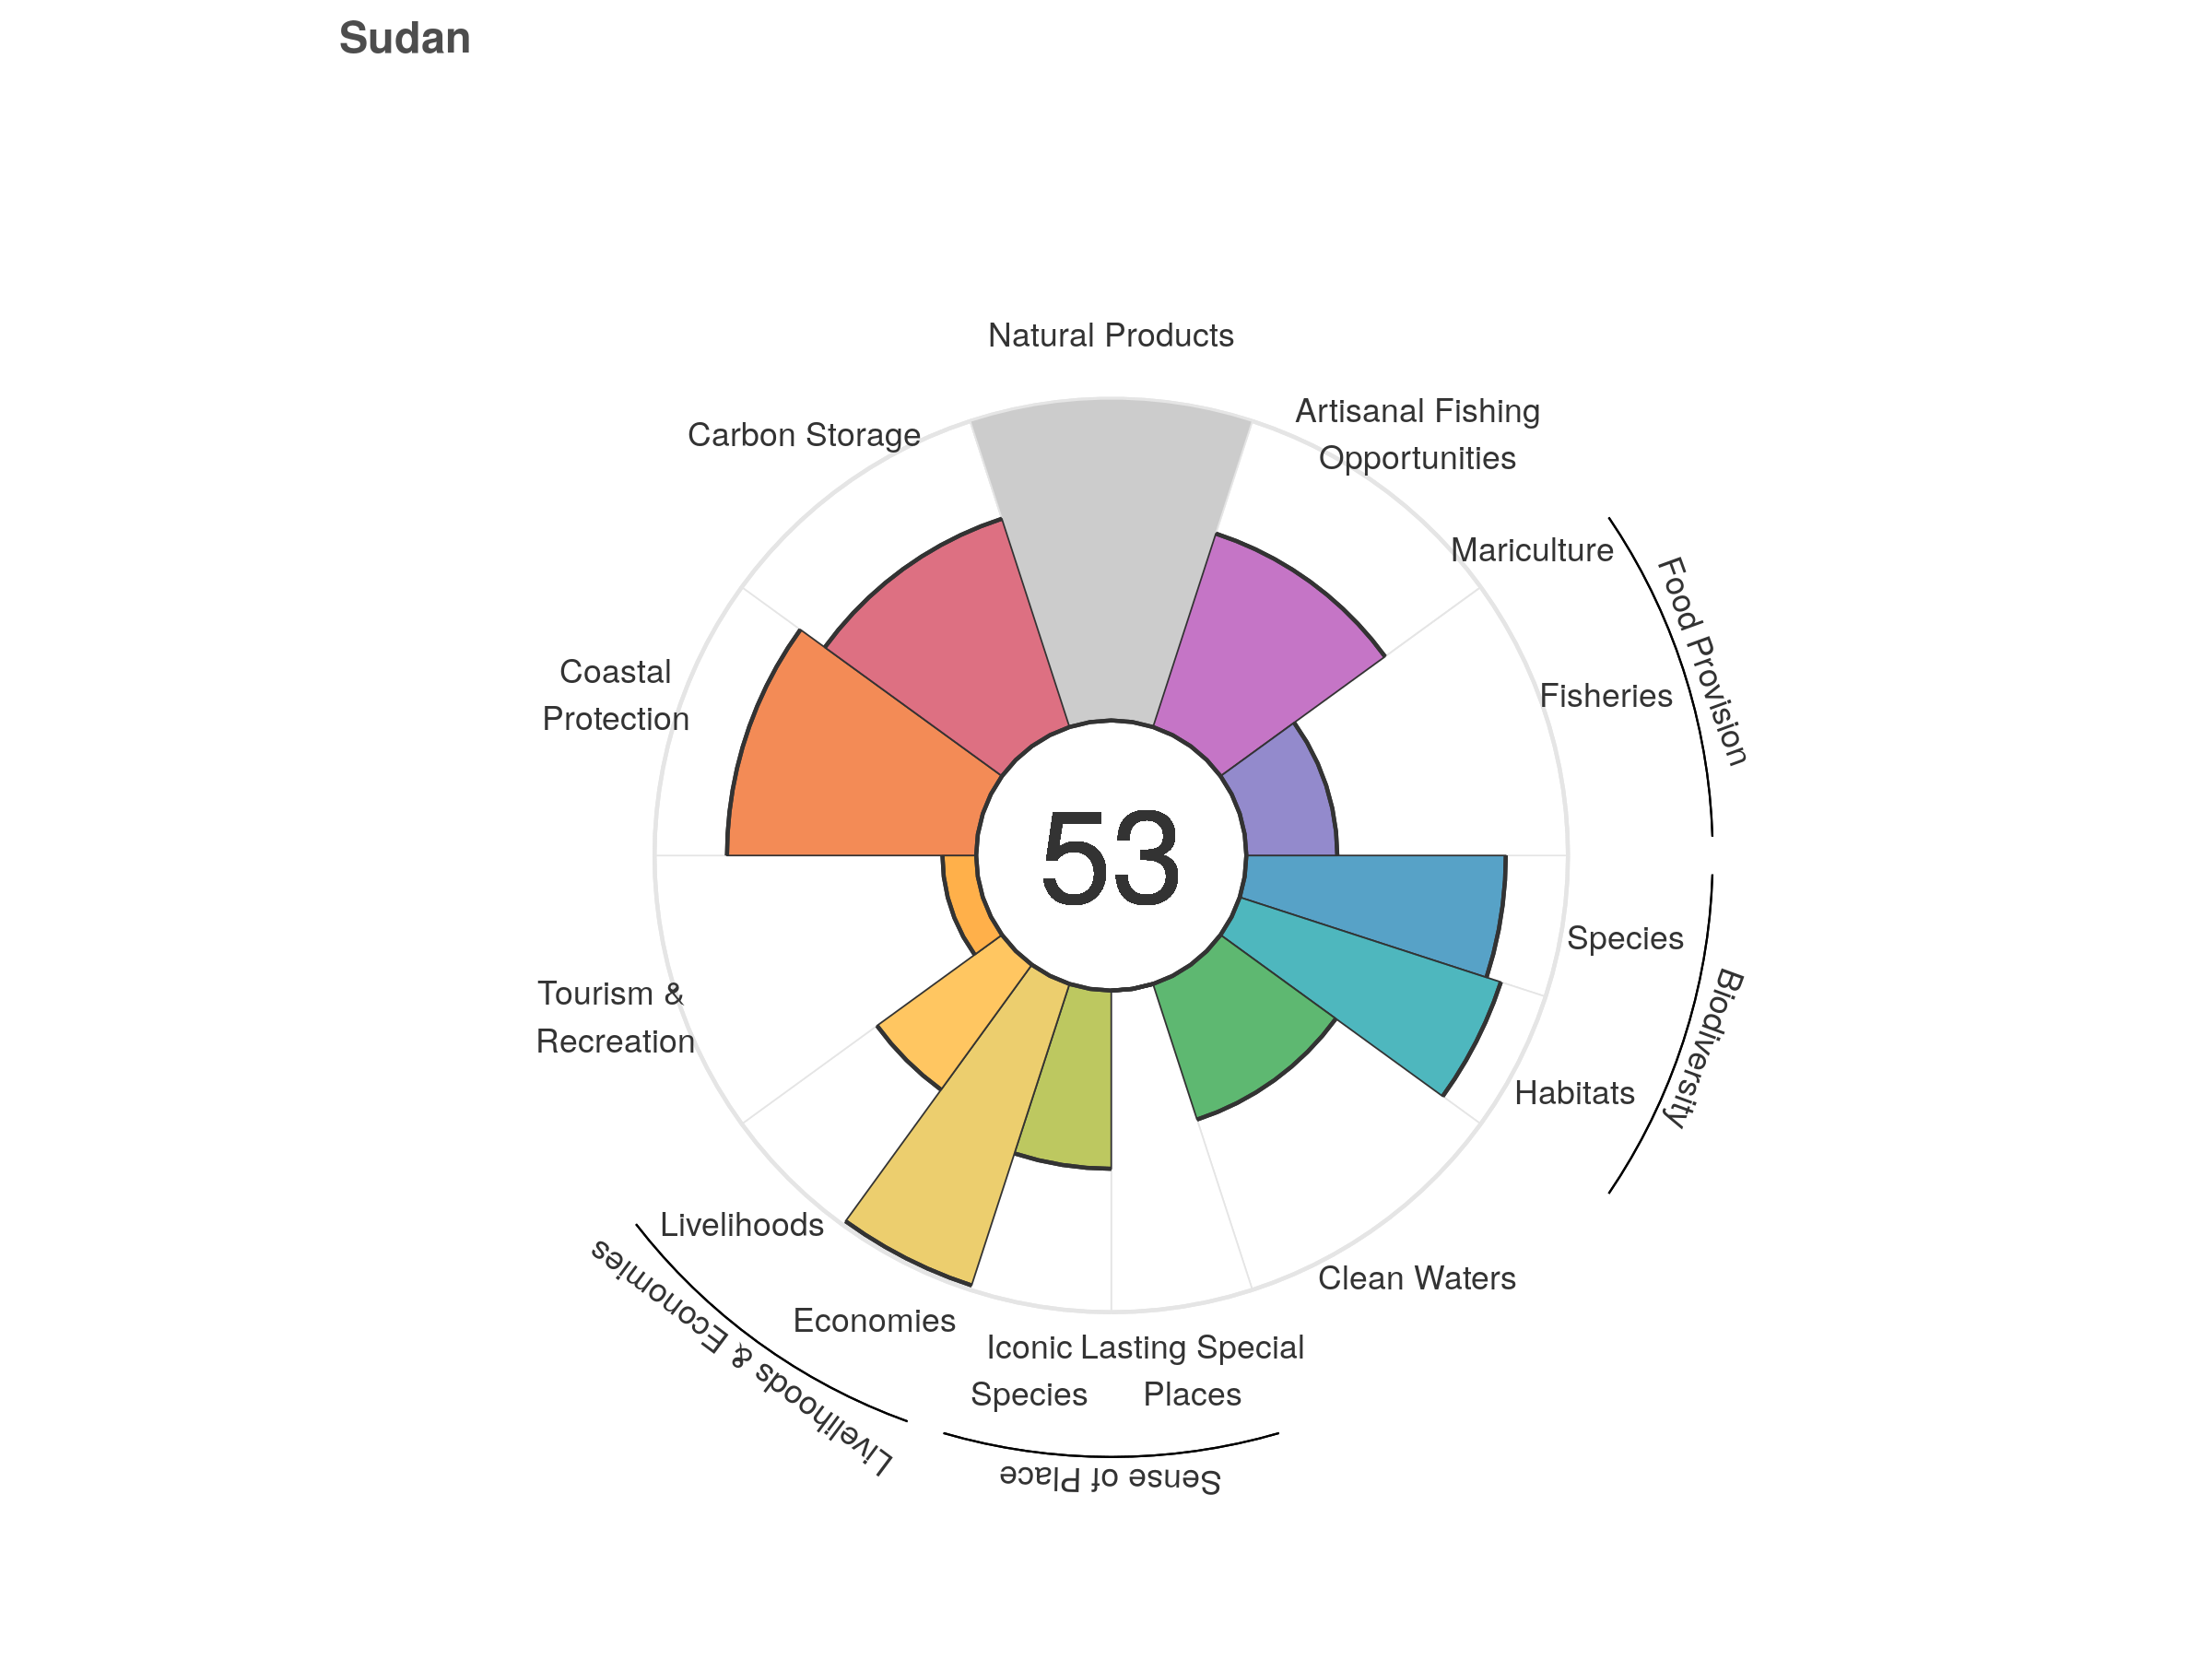 Sudan
Natural Products
Artisanal Fishing
Opportunities
Carbon Storage
Mariculture
Food Provision
Fisheries
Coastal
Protection
53
Species
Biodiversity
Habitats
Tourism &
Recreation
Livelihoods
Livelihoods & Economies
Clean Waters
Economies
Iconic
Species
Lasting Special
Places
Sense of Place